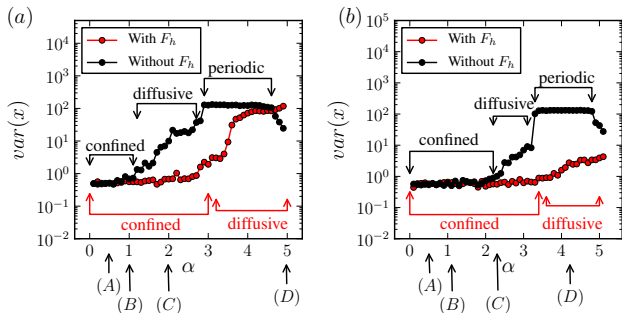 (a)
(b)
With F_h
Without F_h
With F_h
Without F_h
periodic
periodic
diffusive
diffusive
confined
confined
confined
diffusive
confined
diffusive
var(x)
var(x)
10^5
10^4
10^3
10^2
10^1
10^0
10^-1
10^-2
10^5
10^4
10^3
10^2
10^1
10^0
10^-1
10^-2
0 1 2 3 4 5
0 1 2 3 4 5
α
α
(A) (B) (C) (D)
(A) (B) (C) (D)